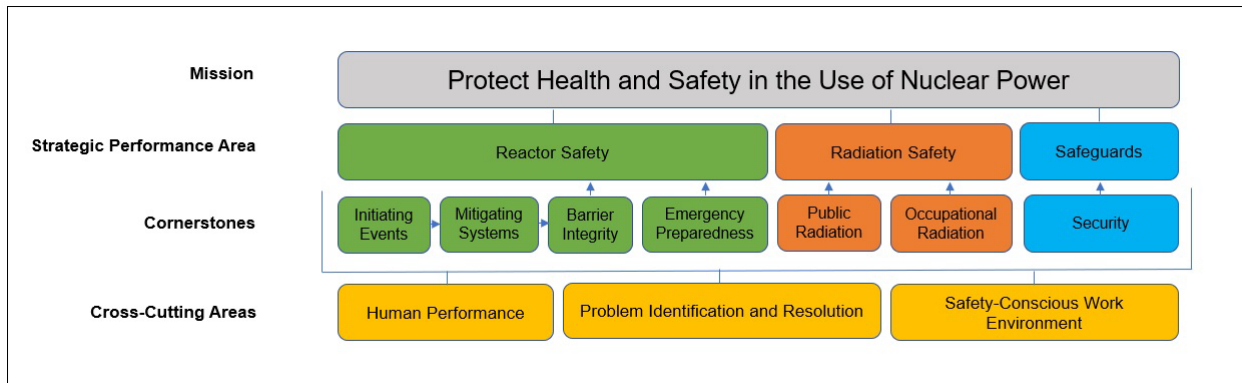 Mission
Protect Health and Safety in the Use of Nuclear Power
Strategic Performance Area
Reactor Safety
Radiation Safety
Safeguards
Cornerstones
Initiating
Events
Mitigating
Systems
Barrier
Integrity
Emergency
Preparedness
Public
Radiation
Occupational
Radiation
Security
Cross-Cutting Areas
Human Performance
Problem Identification and Resolution
Safety-Conscious Work
Environment